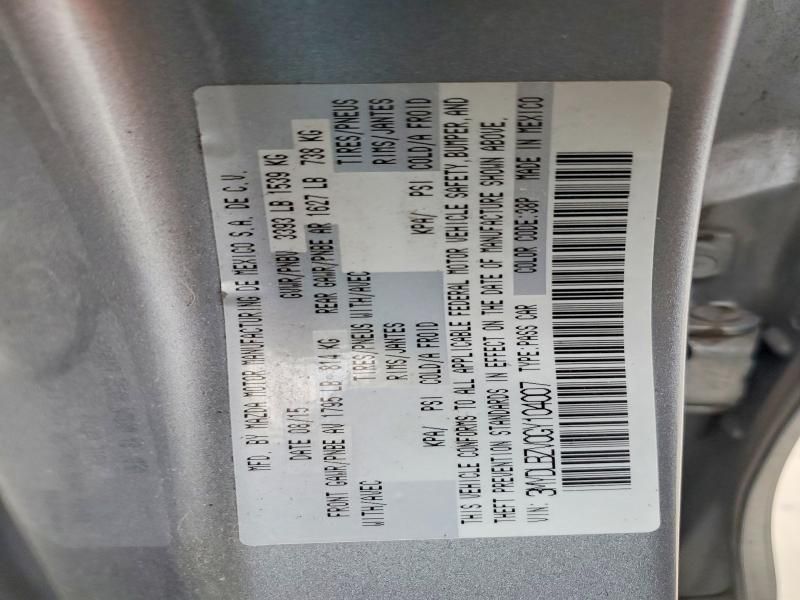 MFD. BY MAZDA MOTOR MANUFACTURING DE MEXICO S.A. DE C.V.
DATE 08/15 GVWR/PNBV 3393 LB 1539 KG
FRONT GAWR/PNBE AV 1795 LB 814 KG REAR GAWR/PNBE AR 1627 LB 738 KG
WITH/AVEC TIRES/PNEUS WITH/AVEC TIRES/PNEUS
RIMS/JANTES RIMS/JANTES
KPA/ PSI COLD/A FROID KPA/ PSI COLD/A FROID
THIS VEHICLE CONFORMS TO ALL APPLICABLE FEDERAL MOTOR VEHICLE SAFETY, BUMPER, AND
THEFT PREVENTION STANDARDS IN EFFECT ON THE DATE OF MANUFACTURE SHOWN ABOVE.
VIN: 3MYDLBZV0GY104007 TYPE:PASS CAR COLOR CODE:38P MADE IN MEXICO